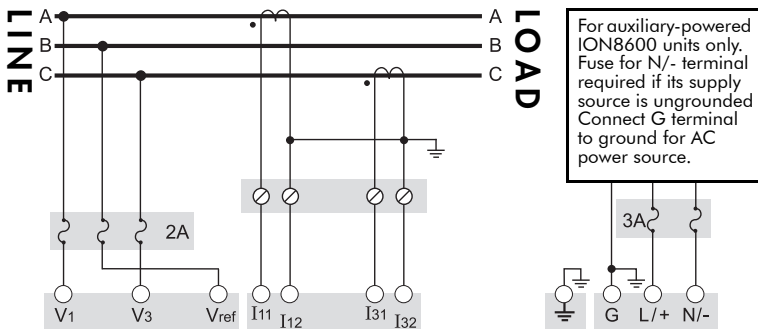 LINE
A
A
B
B
C
C
LOAD
For auxiliary-powered
ION8600 units only.
Fuse for N/- terminal
required if its supply
source is ungrounded
Connect G terminal
to ground for AC
power source.
2A
3A
V1
V3
Vref
I11
I12
I31
I32
G
L/+
N/-